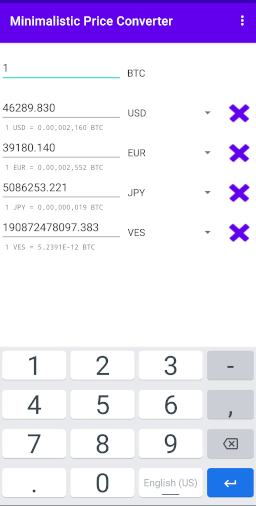 Minimalistic Price Converter
1
BTC
46289.830
USD
1 USD = 0.00,002,160 BTC
39180.140
EUR
1 EUR = 0.00,002,552 BTC
5086253.221
JPY
1 JPY = 0.00,000,019 BTC
190872478097.383
VES
1 VES = 5.2391E-12 BTC
1 2 3 -
4 5 6 ,
7 8 9
. 0 English (US)